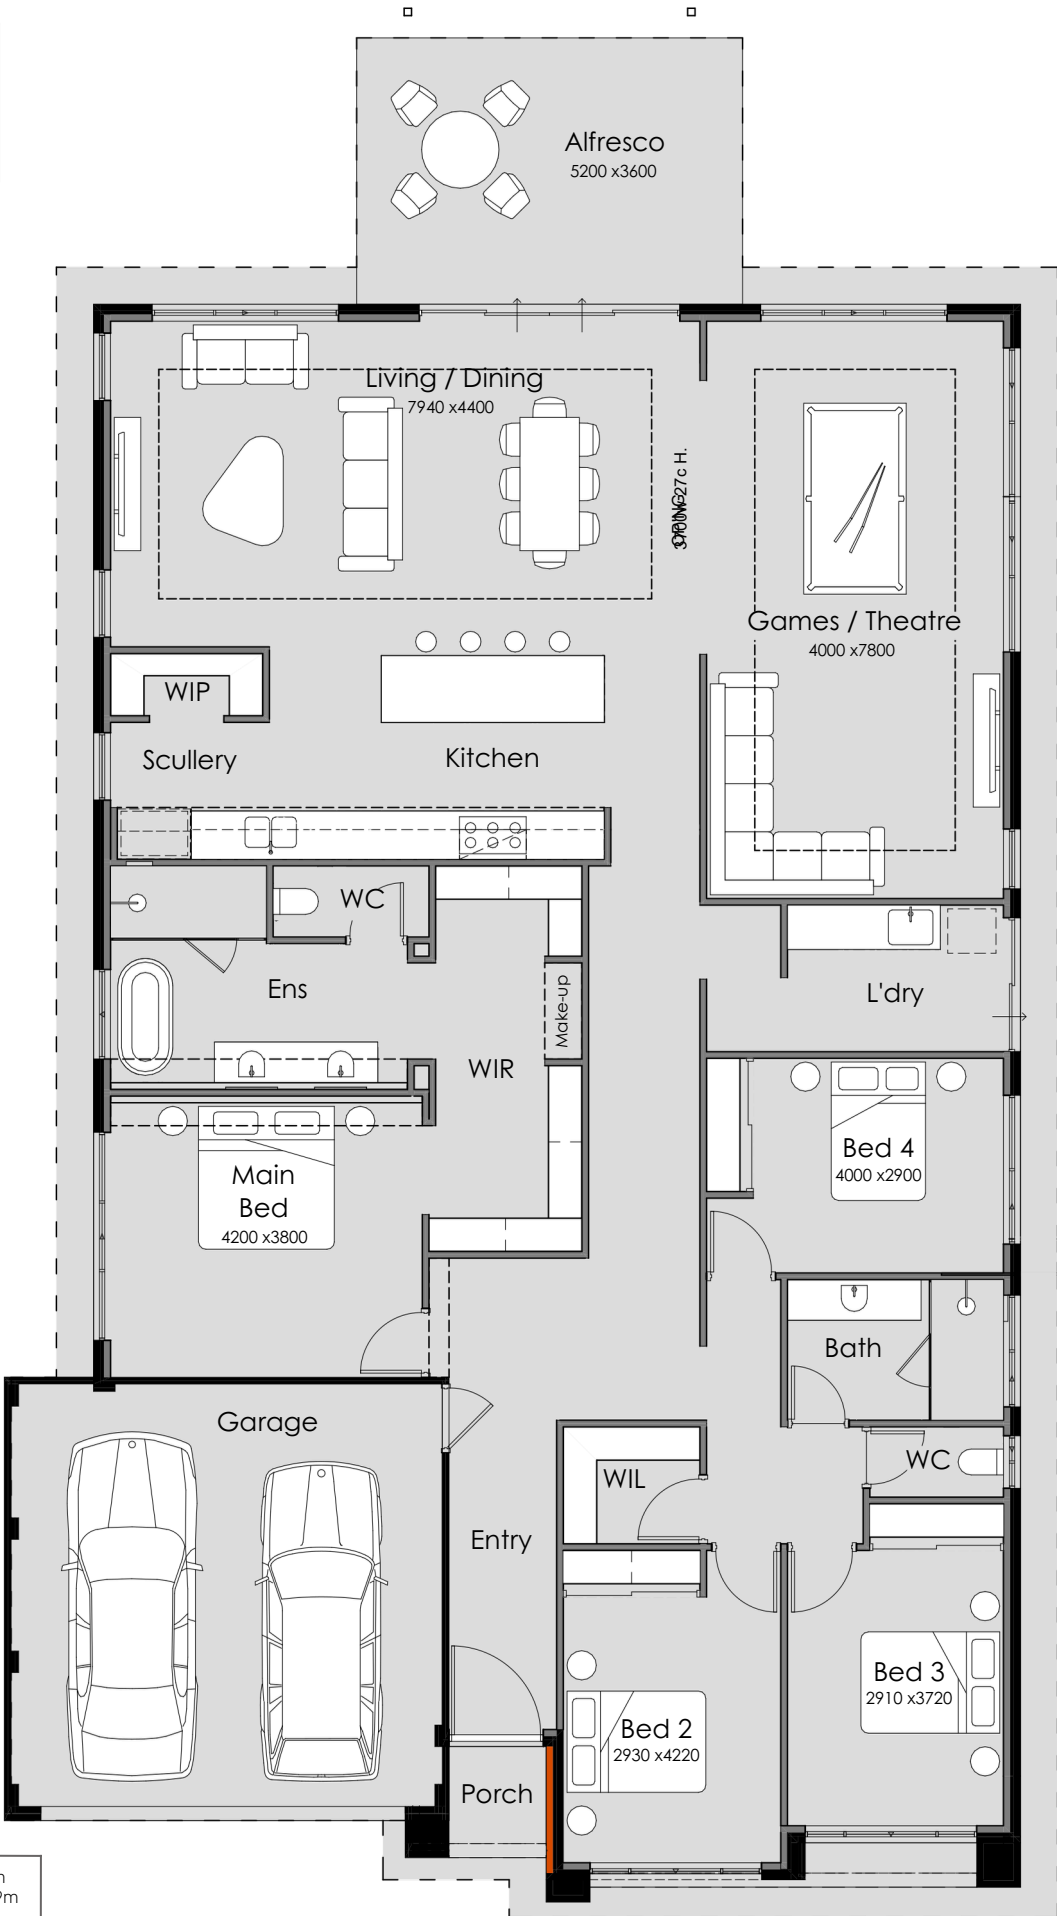 Alfresco
5200 x3600
Living / Dining
7940 x4400
27c H.
Games / Theatre
4000 x7800
WIP
Scullery
Kitchen
WC
Ens
Make-up
WIR
L'dry
Main
Bed
4200 x3800
Bed 4
4000 x2900
Bath
Garage
WC
WIL
Entry
Bed 3
2910 x3720
Bed 2
2930 x4220
Porch